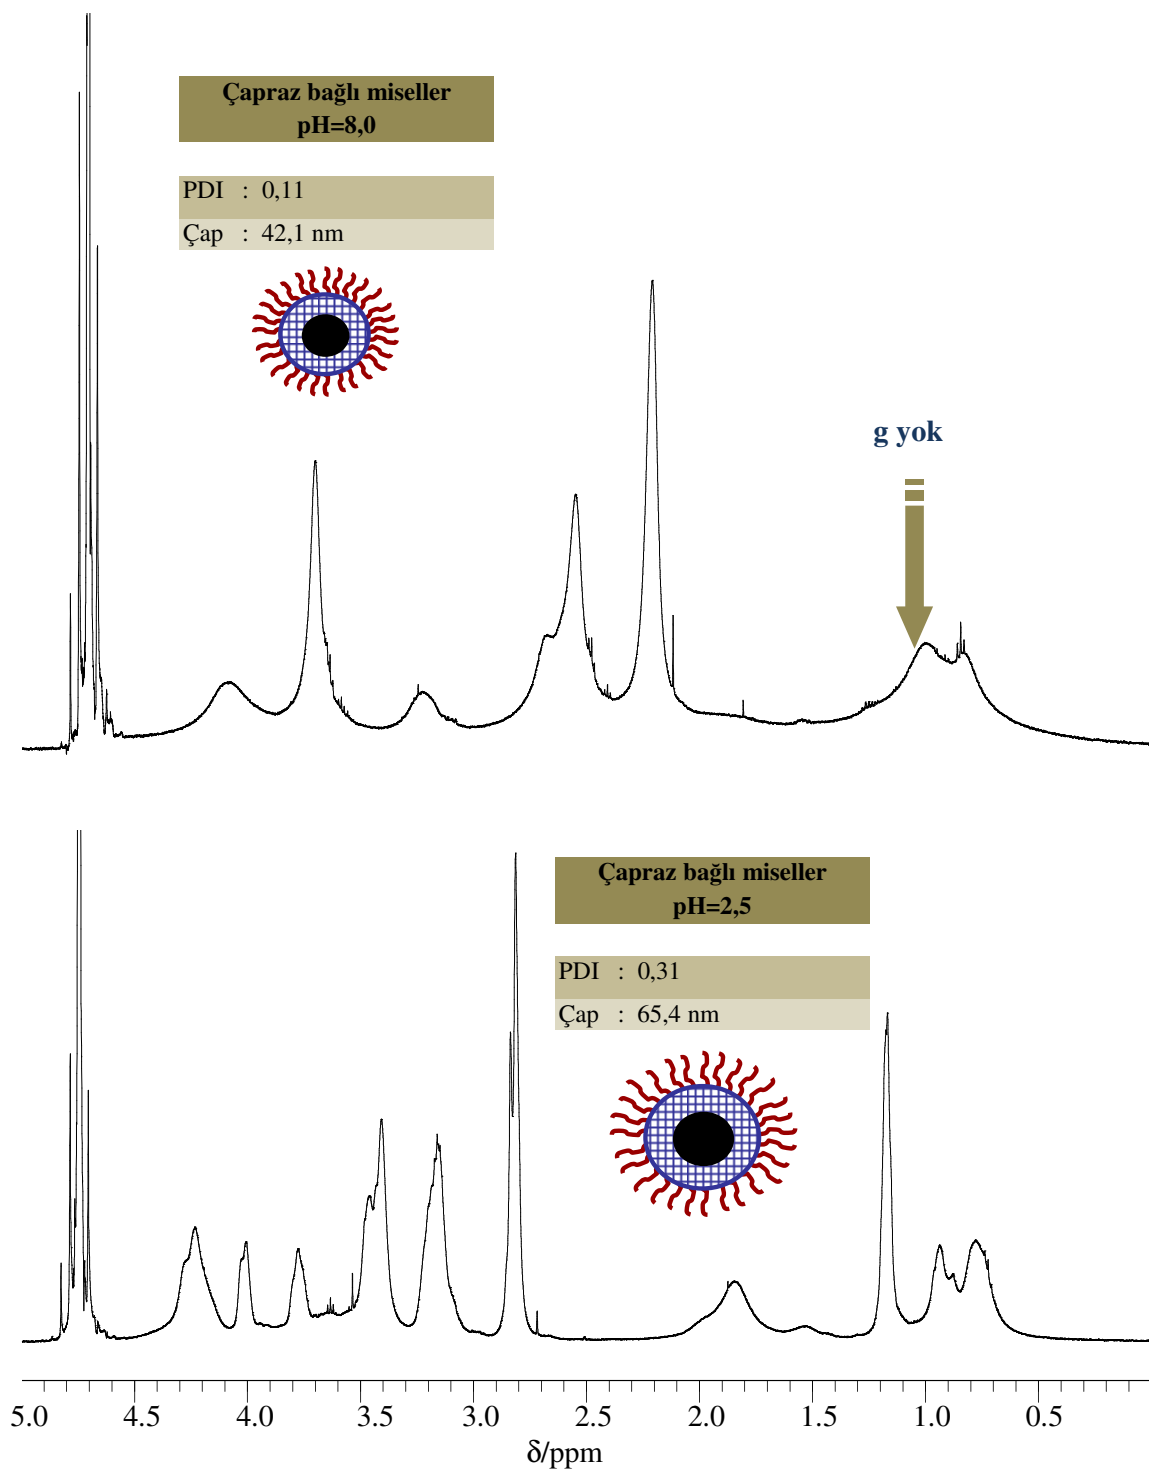 Çapraz bağlı miseller
pH=8,0
PDI : 0,11
Çap : 42,1 nm
g yok
Çapraz bağlı miseller
pH=2,5
PDI : 0,31
Çap : 65,4 nm
5.0 4.5 4.0 3.5 3.0 2.5 2.0 1.5 1.0 0.5
δ/ppm